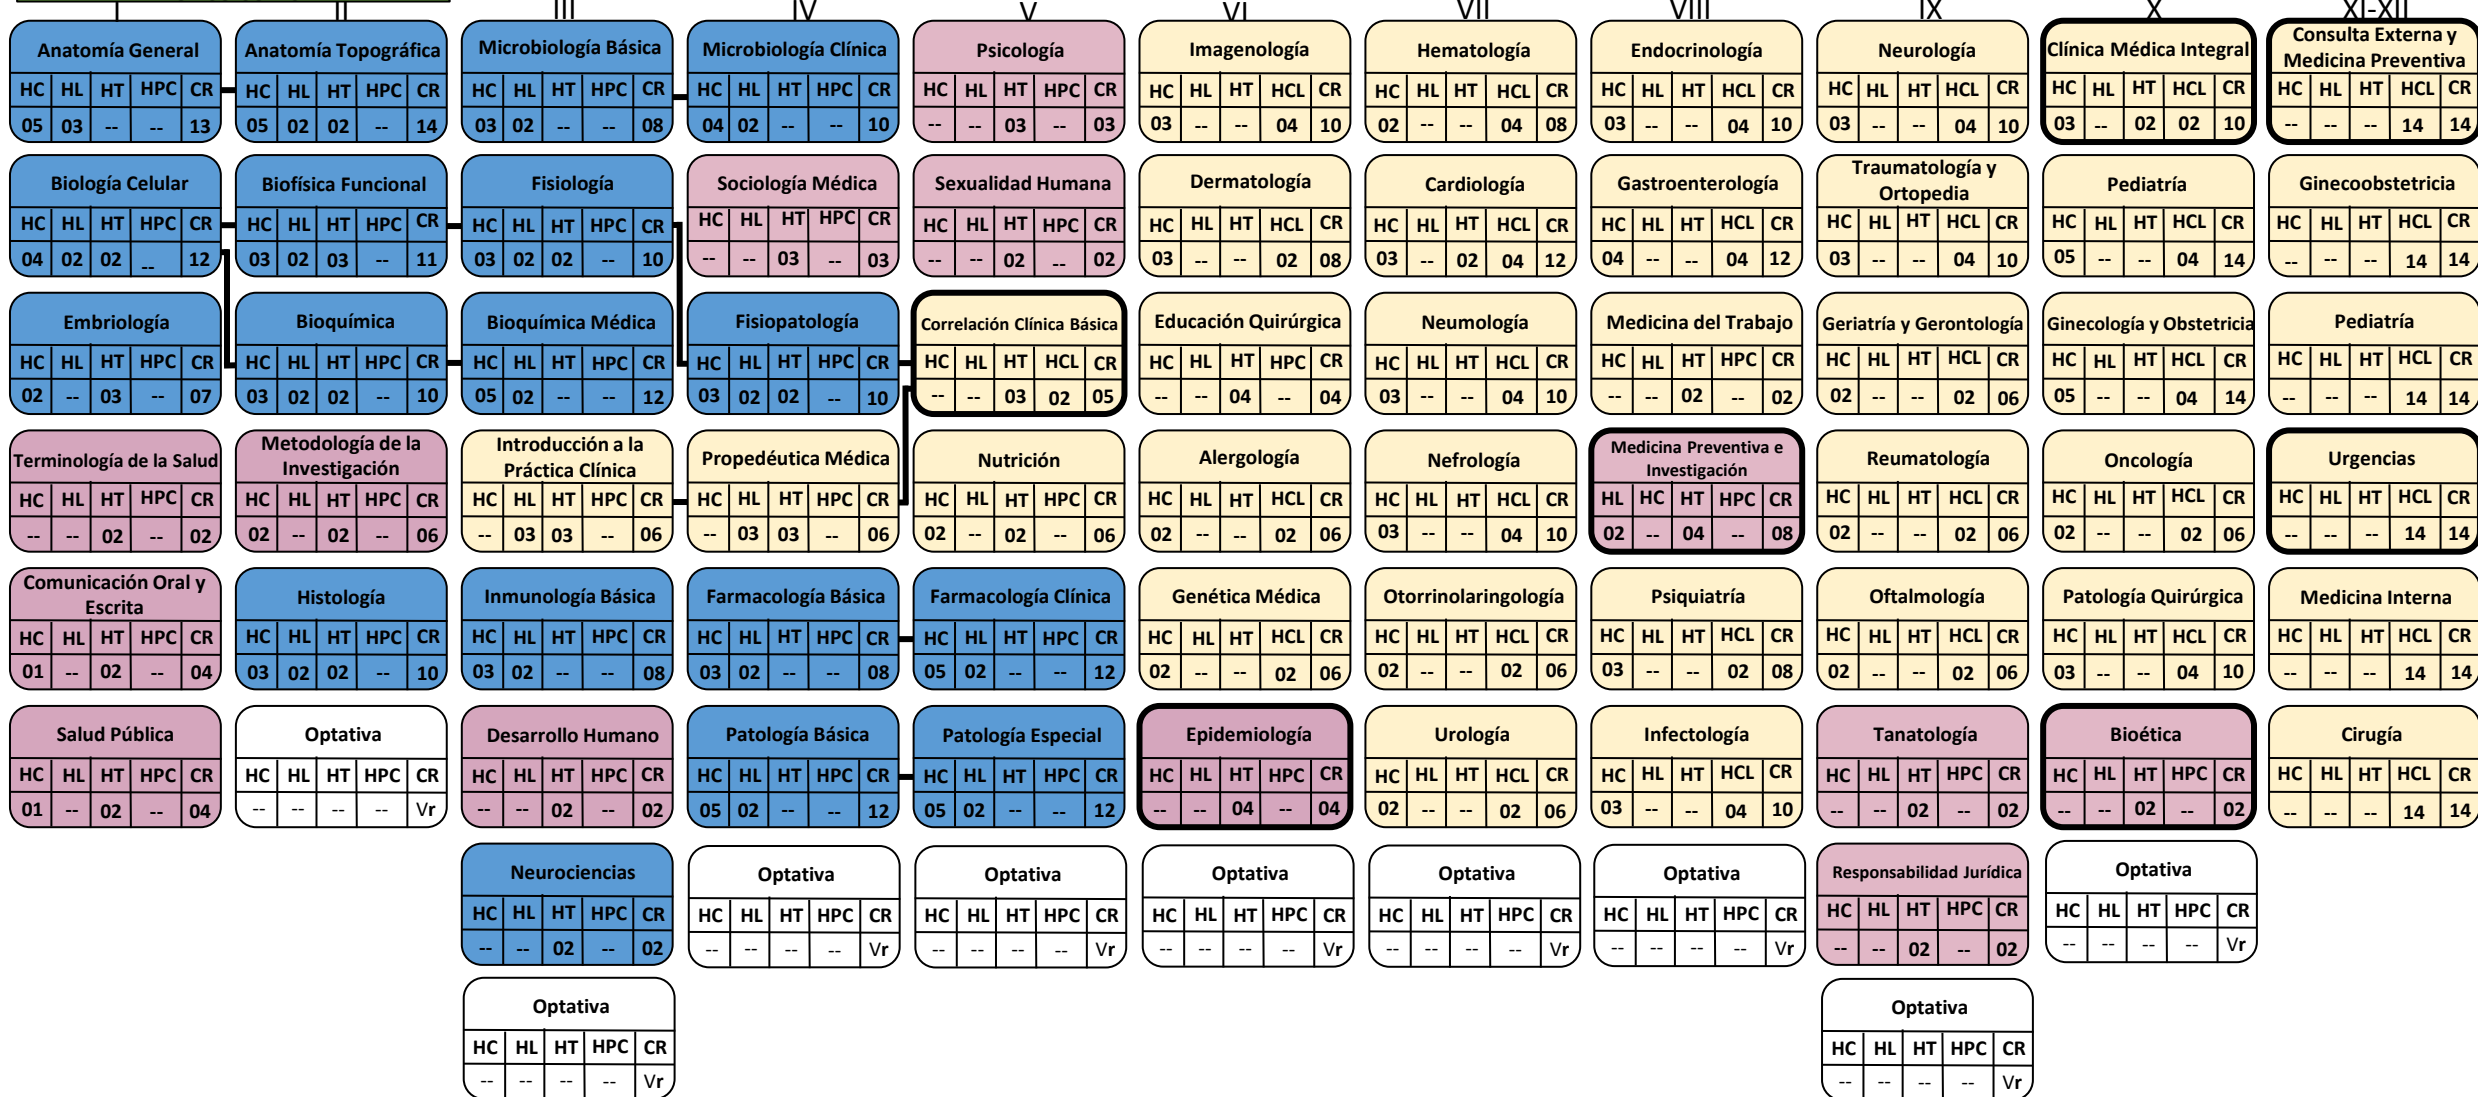 I II III IV V VI VII VIII IX X XI-XII
Anatomía General
HC HL HT HPC CR
05 03 -- -- 13
Biología Celular
HC HL HT HPC CR
04 02 02 -- 12
Embriología
HC HL HT HPC CR
02 -- 03 -- 07
Terminología de la Salud
HC HL HT HPC CR
-- -- 02 -- 02
Comunicación Oral y
Escrita
HC HL HT HPC CR
01 -- 02 -- 04
Salud Pública
HC HL HT HPC CR
01 -- 02 -- 04
Anatomía Topográfica
HC HL HT HPC CR
05 02 02 -- 14
Biofísica Funcional
HC HL HT HPC CR
03 02 03 -- 11
Bioquímica
HC HL HT HPC CR
03 02 02 -- 10
Metodología de la
Investigación
HC HL HT HPC CR
02 -- 02 -- 06
Histología
HC HL HT HPC CR
03 02 02 -- 10
Optativa
HC HL HT HPC CR
-- -- -- -- Vr
Microbiología Básica
HC HL HT HPC CR
03 02 -- -- 08
Fisiología
HC HL HT HPC CR
03 02 02 -- 10
Bioquímica Médica
HC HL HT HPC CR
05 02 -- -- 12
Introducción a la
Práctica Clínica
HC HL HT HPC CR
-- 03 03 -- 06
Inmunología Básica
HC HL HT HPC CR
03 02 -- -- 08
Desarrollo Humano
HC HL HT HPC CR
-- -- 02 -- 02
Neurociencias
HC HL HT HPC CR
-- -- 02 -- 02
Optativa
HC HL HT HPC CR
-- -- -- -- Vr
Microbiología Clínica
HC HL HT HPC CR
04 02 -- -- 10
Sociología Médica
HC HL HT HPC CR
-- -- 03 -- 03
Fisiopatología
HC HL HT HPC CR
03 02 02 -- 10
Propedéutica Médica
HC HL HT HPC CR
-- 03 03 -- 06
Farmacología Básica
HC HL HT HPC CR
03 02 -- -- 08
Patología Básica
HC HL HT HPC CR
05 02 -- -- 12
Optativa
HC HL HT HPC CR
-- -- -- -- Vr
Psicología
HC HL HT HPC CR
-- -- 03 -- 03
Sexualidad Humana
HC HL HT HPC CR
-- -- 02 -- 02
Correlación Clínica Básica
HC HL HT HCL CR
-- -- 03 02 05
Nutrición
HC HL HT HPC CR
02 -- 02 -- 06
Farmacología Clínica
HC HL HT HPC CR
05 02 -- -- 12
Patología Especial
HC HL HT HPC CR
05 02 -- -- 12
Optativa
HC HL HT HPC CR
-- -- -- -- Vr
Imagenología
HC HL HT HCL CR
03 -- -- 04 10
Dermatología
HC HL HT HCL CR
03 -- -- 02 08
Educación Quirúrgica
HC HL HT HPC CR
-- -- 04 -- 04
Alergología
HC HL HT HCL CR
02 -- -- 02 06
Genética Médica
HC HL HT HCL CR
02 -- -- 02 06
Epidemiología
HC HL HT HPC CR
-- -- 04 -- 04
Optativa
HC HL HT HPC CR
-- -- -- -- Vr
Hematología
HC HL HT HCL CR
02 -- -- 04 08
Cardiología
HC HL HT HCL CR
03 -- 02 04 12
Neumología
HC HL HT HCL CR
03 -- -- 04 10
Nefrología
HC HL HT HCL CR
03 -- -- 04 10
Otorrinolaringología
HC HL HT HCL CR
02 -- -- 02 06
Urología
HC HL HT HCL CR
02 -- -- 02 06
Optativa
HC HL HT HPC CR
-- -- -- -- Vr
Endocrinología
HC HL HT HCL CR
03 -- -- 04 10
Gastroenterología
HC HL HT HCL CR
04 -- -- 04 12
Medicina del Trabajo
HC HL HT HPC CR
-- -- 02 -- 02
Medicina Preventiva e
Investigación
HL HC HT HPC CR
02 -- 04 -- 08
Psiquiatría
HC HL HT HCL CR
03 -- -- 02 08
Infectología
HC HL HT HCL CR
03 -- -- 04 10
Optativa
HC HL HT HPC CR
-- -- -- -- Vr
Neurología
HC HL HT HCL CR
03 -- -- 04 10
Traumatología y
Ortopedia
HC HL HT HCL CR
03 -- -- 04 10
Geriatría y Gerontología
HC HL HT HCL CR
02 -- -- 02 06
Reumatología
HC HL HT HCL CR
02 -- -- 02 06
Oftalmología
HC HL HT HCL CR
02 -- -- 02 06
Tanatología
HC HL HT HPC CR
-- -- 02 -- 02
Responsabilidad Jurídica
HC HL HT HPC CR
-- -- 02 -- 02
Optativa
HC HL HT HPC CR
-- -- -- -- Vr
Clínica Médica Integral
HC HL HT HCL CR
03 -- 02 02 10
Pediatría
HC HL HT HCL CR
05 -- -- 04 14
Ginecología y Obstetricia
HC HL HT HCL CR
05 -- -- 04 14
Oncología
HC HL HT HCL CR
02 -- -- 02 06
Patología Quirúrgica
HC HL HT HCL CR
03 -- -- 04 10
Bioética
HC HL HT HPC CR
-- -- 02 -- 02
Optativa
HC HL HT HPC CR
-- -- -- -- Vr
Consulta Externa y
Medicina Preventiva
HC HL HT HCL CR
-- -- -- 14 14
Ginecoobstetricia
HC HL HT HCL CR
-- -- -- 14 14
Pediatría
HC HL HT HCL CR
-- -- -- 14 14
Urgencias
HC HL HT HCL CR
-- -- -- 14 14
Medicina Interna
HC HL HT HCL CR
-- -- -- 14 14
Cirugía
HC HL HT HCL CR
-- -- -- 14 14